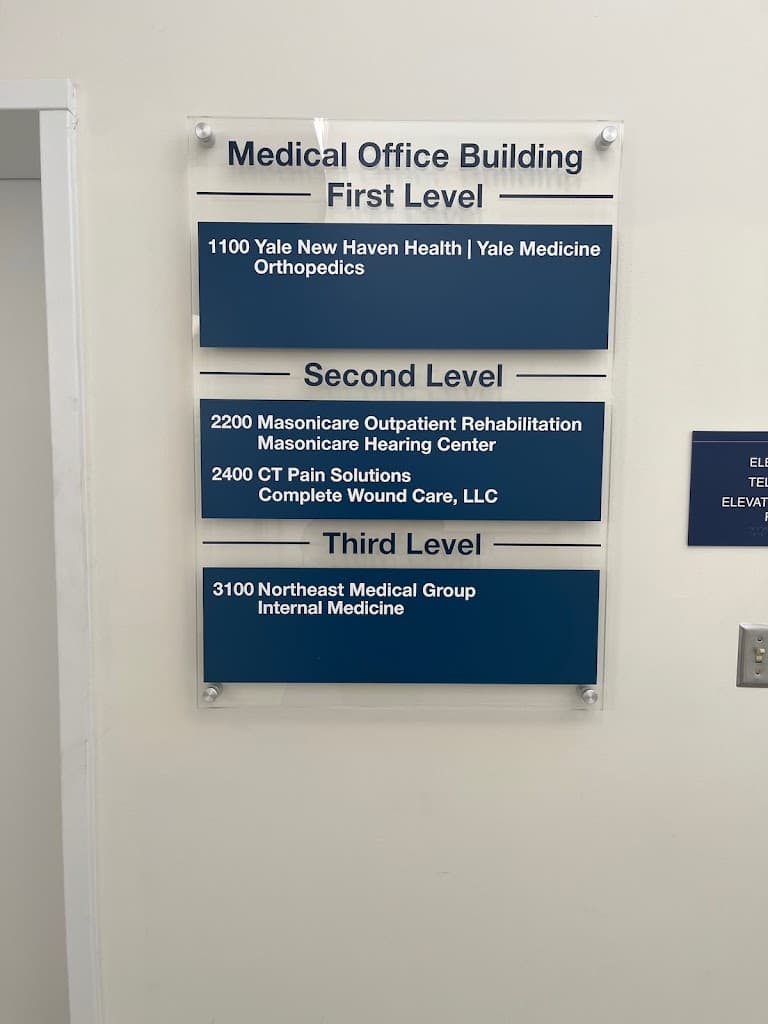 Medical Office Building
First Level
1100 Yale New Haven Health | Yale Medicine
Orthopedics
Second Level
2200 Masonicare Outpatient Rehabilitation
Masonicare Hearing Center
2400 CT Pain Solutions
Complete Wound Care, LLC
Third Level
3100 Northeast Medical Group
Internal Medicine